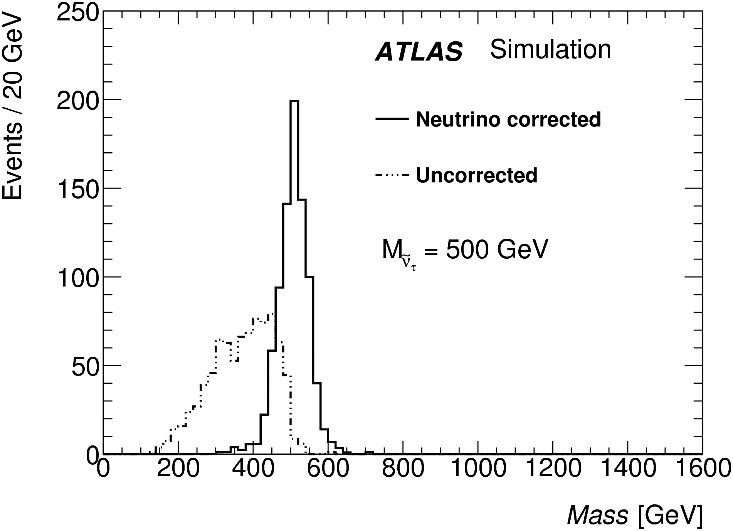 Events / 20 GeV
250
200
150
100
50
0
ATLAS Simulation
Neutrino corrected
Uncorrected
M_ν̃_τ = 500 GeV
0 200 400 600 800 1000 1200 1400 1600
Mass [GeV]